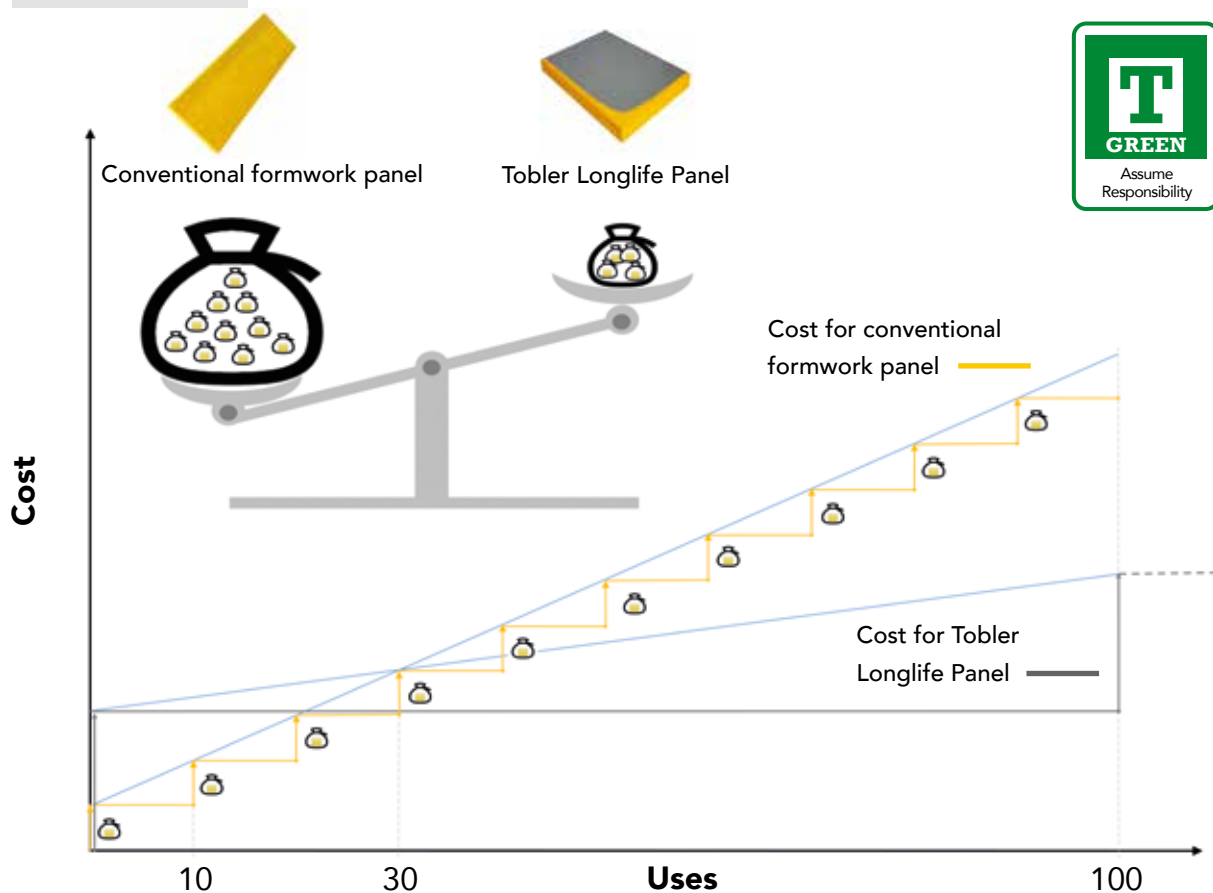 Conventional formwork panel
Tobler Longlife Panel
T
GREEN
Assume
Responsibility
Cost for conventional
formwork panel
Cost
Cost for Tobler
Longlife Panel
10
30
Uses
100